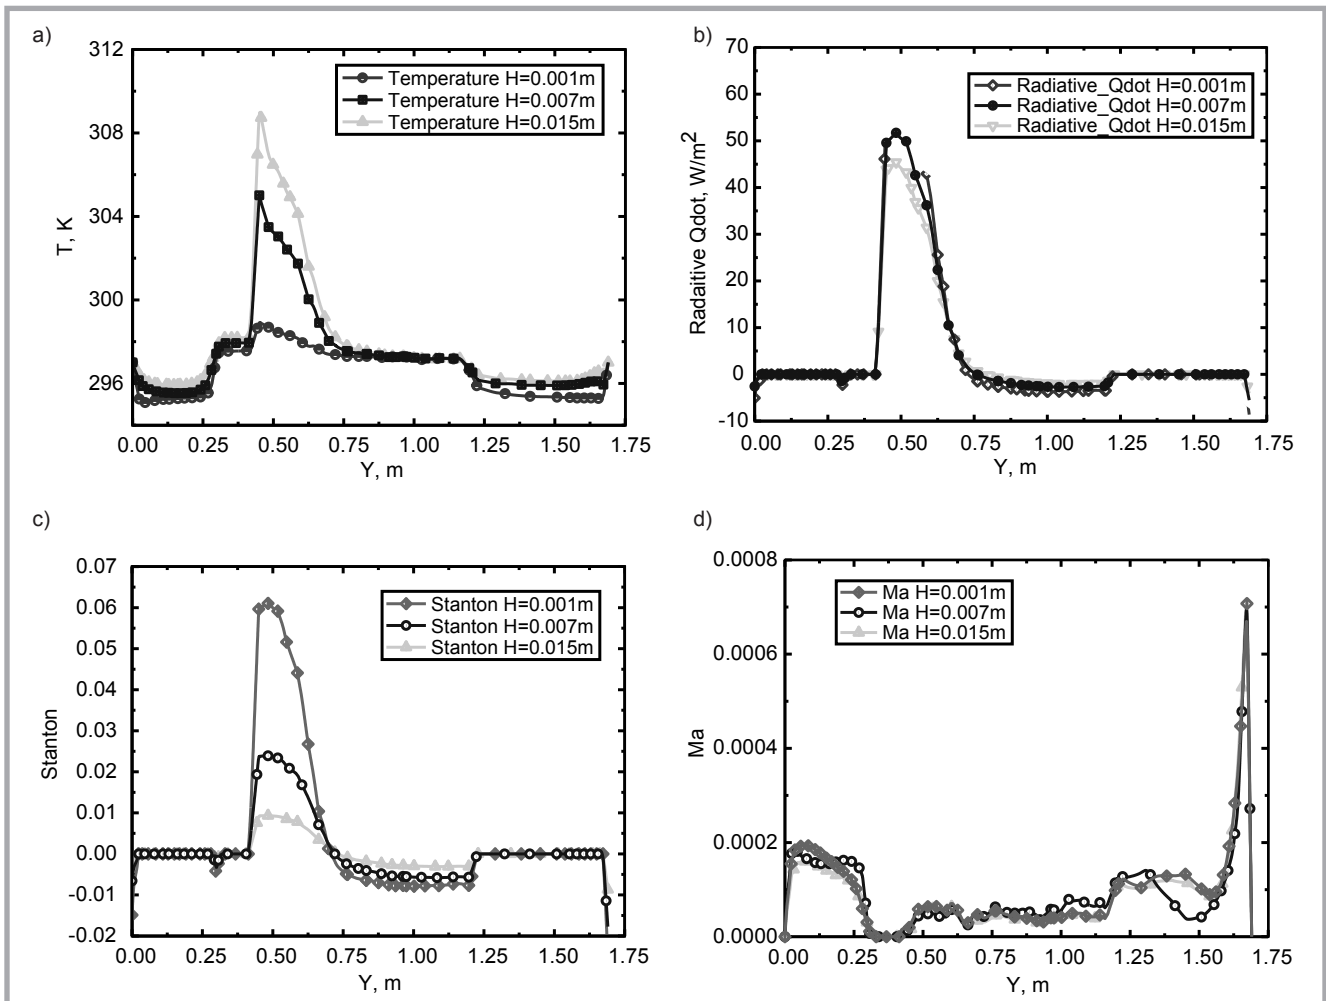 a)
312
308
304
300
296
T, K
Temperature H=0.001m
Temperature H=0.007m
Temperature H=0.015m
0.00 0.25 0.50 0.75 1.00 1.25 1.50 1.75
Y, m
b)
70
60
50
40
30
20
10
0
-10
Radaitive Qdot, W/m²
Radiative_Qdot H=0.001m
Radiative_Qdot H=0.007m
Radiative_Qdot H=0.015m
0.00 0.25 0.50 0.75 1.00 1.25 1.50 1.75
Y, m
c)
0.07
0.06
0.05
0.04
0.03
0.02
0.01
0.00
-0.01
-0.02
Stanton
Stanton H=0.001m
Stanton H=0.007m
Stanton H=0.015m
0.00 0.25 0.50 0.75 1.00 1.25 1.50 1.75
Y, m
d)
0.0008
0.0006
0.0004
0.0002
0.0000
Ma
Ma H=0.001m
Ma H=0.007m
Ma H=0.015m
0.00 0.25 0.50 0.75 1.00 1.25 1.50 1.75
Y, m